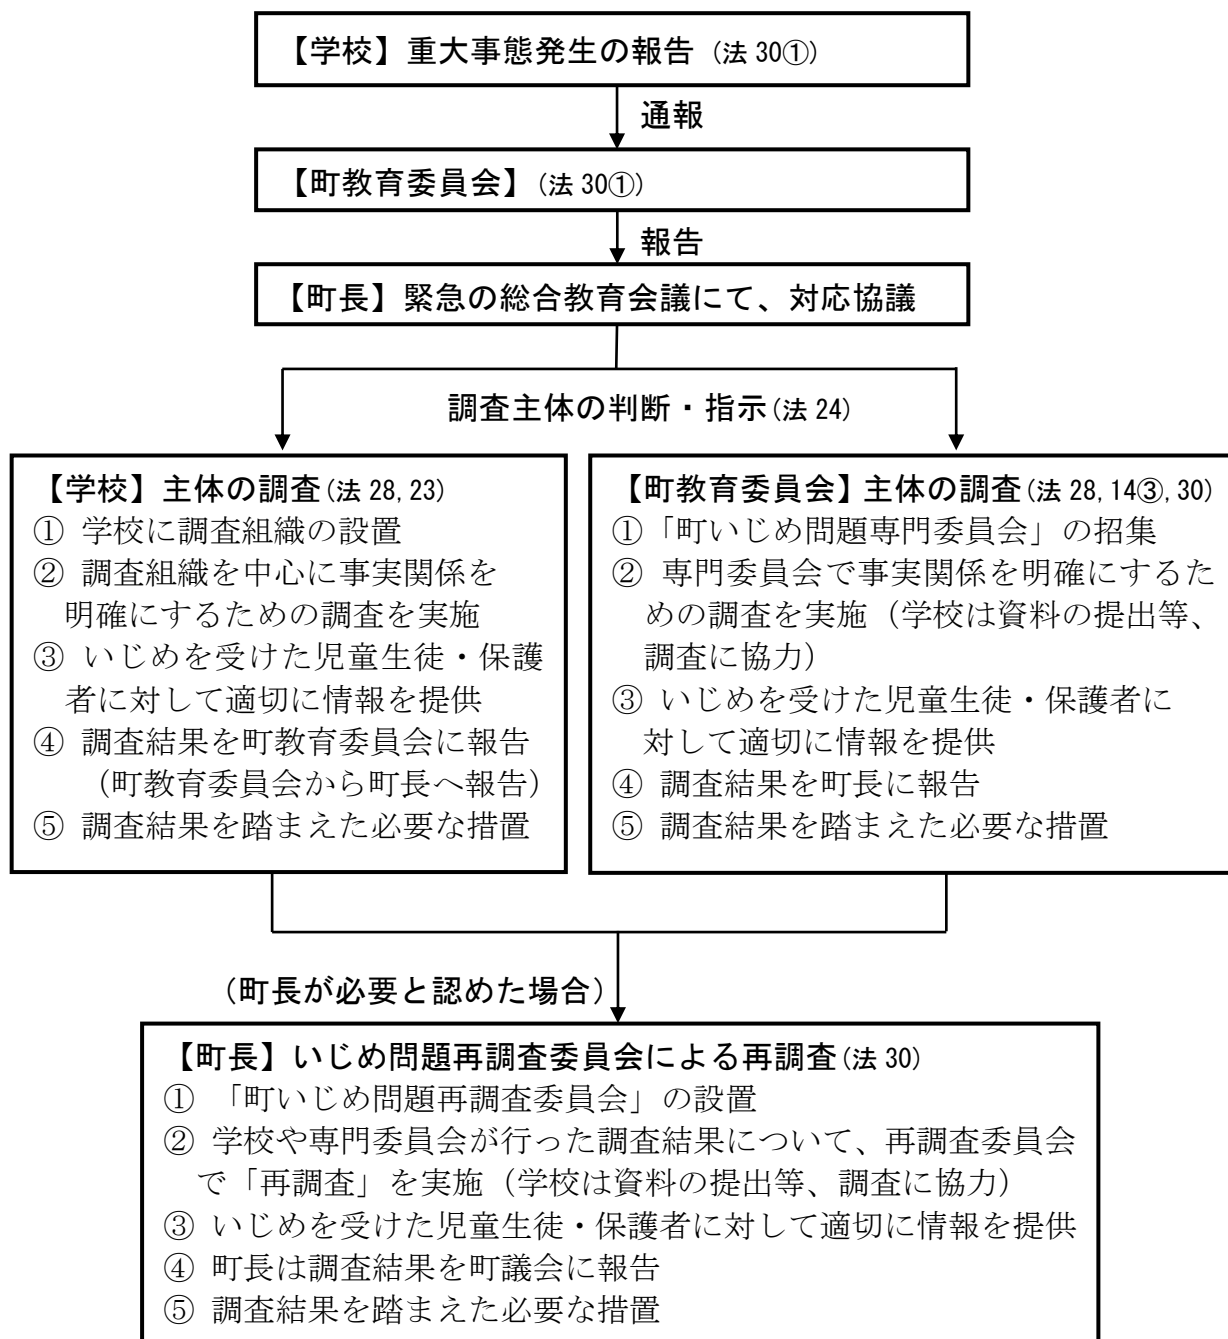 【学校】重大事態発生の報告（法 30①）
通報
【町教育委員会】（法 30①）
報告
【町長】緊急の総合教育会議にて、対応協議
調査主体の判断・指示（法 24）
【学校】主体の調査（法 28, 23）
① 学校に調査組織の設置
② 調査組織を中心に事実関係を
明確にするための調査を実施
③ いじめを受けた児童生徒・保護
者に対して適切に情報を提供
④ 調査結果を町教育委員会に報告
（町教育委員会から町長へ報告）
⑤ 調査結果を踏まえた必要な措置
【町教育委員会】主体の調査（法 28, 14③, 30）
①「町いじめ問題専門委員会」の招集
② 専門委員会で事実関係を明確にするた
めの調査を実施（学校は資料の提出等、
調査に協力）
③ いじめを受けた児童生徒・保護者に
対して適切に情報を提供
④ 調査結果を町長に報告
⑤ 調査結果を踏まえた必要な措置
（町長が必要と認めた場合）
【町長】いじめ問題再調査委員会による再調査（法 30）
① 「町いじめ問題再調査委員会」の設置
② 学校や専門委員会が行った調査結果について、再調査委員会
で「再調査」を実施（学校は資料の提出等、調査に協力）
③ いじめを受けた児童生徒・保護者に対して適切に情報を提供
④ 町長は調査結果を町議会に報告
⑤ 調査結果を踏まえた必要な措置